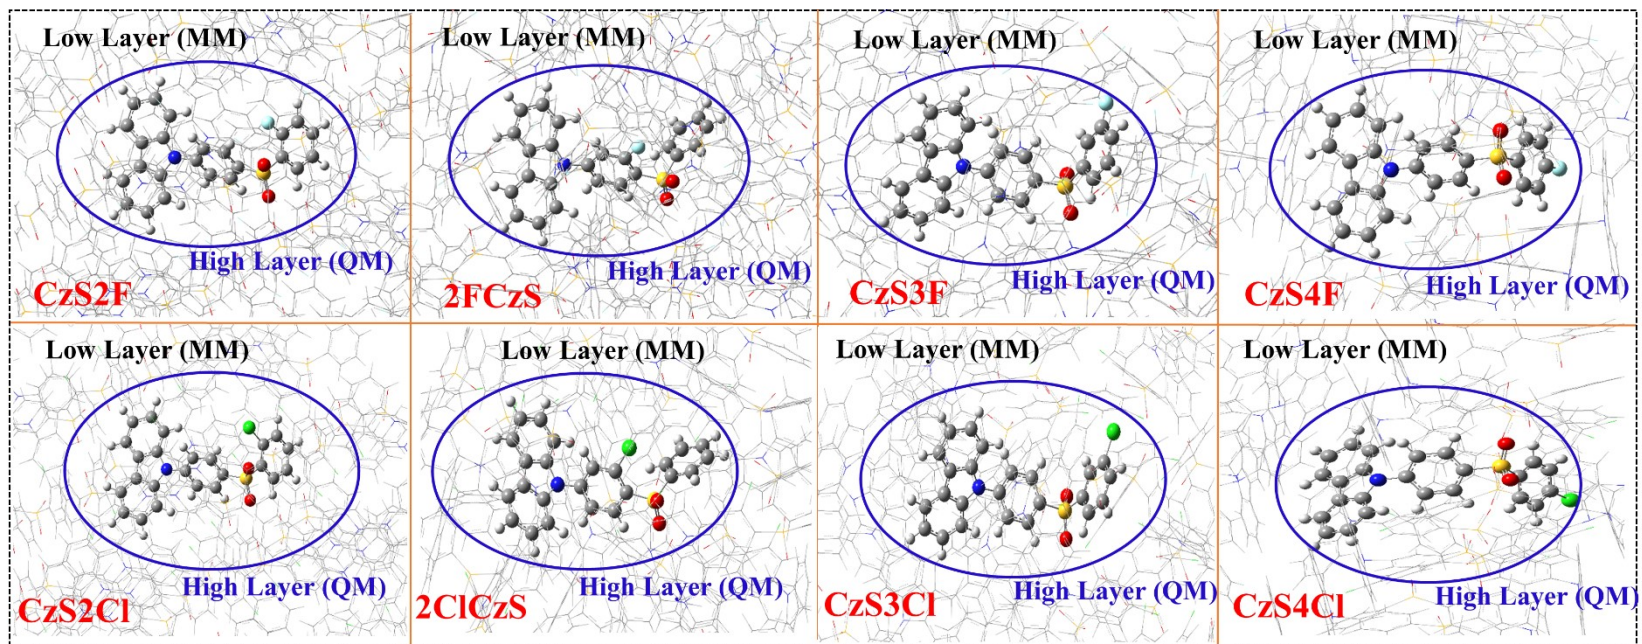 Low Layer (MM)
High Layer (QM)
CzS2F
Low Layer (MM)
High Layer (QM)
2FCzS
Low Layer (MM)
High Layer (QM)
CzS3F
Low Layer (MM)
High Layer (QM)
CzS4F
Low Layer (MM)
High Layer (QM)
CzS2Cl
Low Layer (MM)
High Layer (QM)
2ClCzS
Low Layer (MM)
High Layer (QM)
CzS3Cl
Low Layer (MM)
High Layer (QM)
CzS4Cl